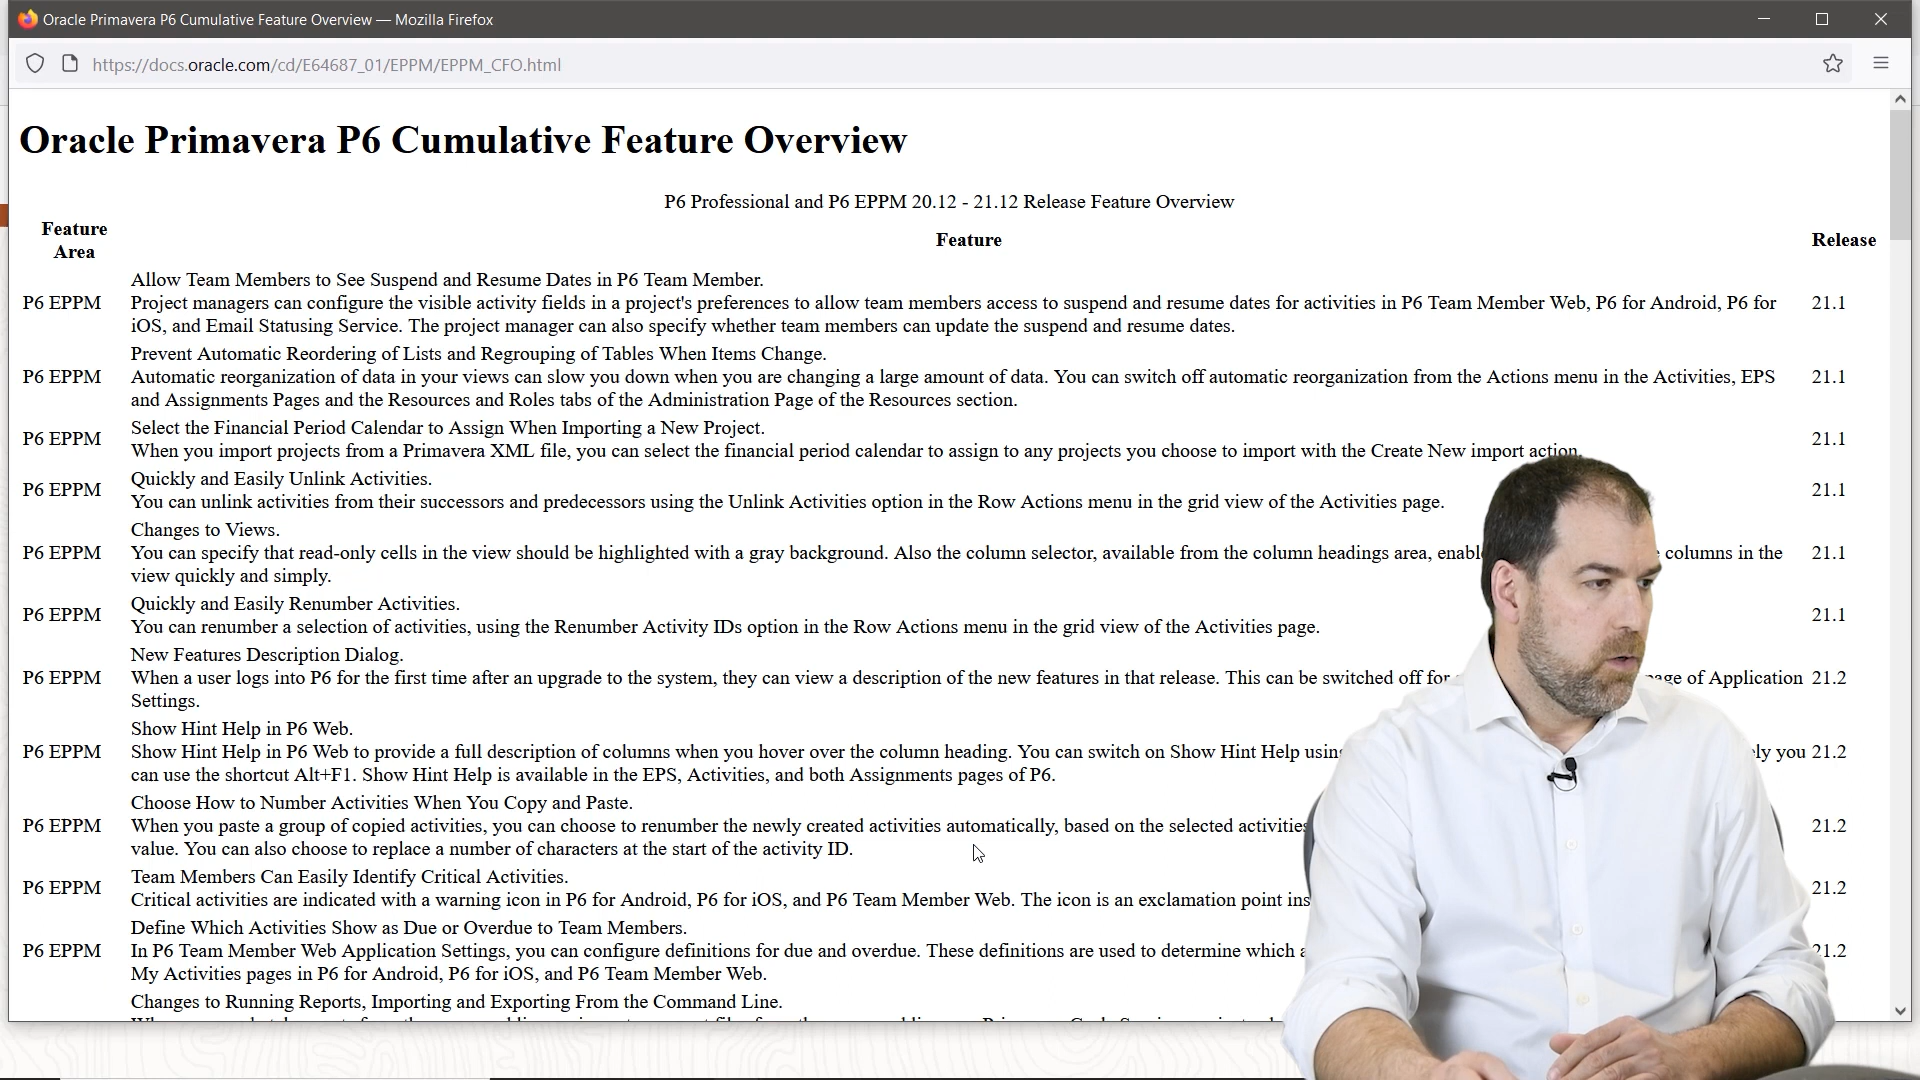 Oracle Primavera P6 Cumulative Feature Overview — Mozilla Firefox
https://docs.oracle.com/cd/E64687_01/EPPM/EPPM_CFO.html
Oracle Primavera P6 Cumulative Feature Overview
P6 Professional and P6 EPPM 20.12 - 21.12 Release Feature Overview
Feature
Area
Feature
Release
Allow Team Members to See Suspend and Resume Dates in P6 Team Member.
P6 EPPM Project managers can configure the visible activity fields in a project's preferences to allow team members access to suspend and resume dates for activities in P6 Team Member Web, P6 for Android, P6 for 21.1
iOS, and Email Statusing Service. The project manager can also specify whether team members can update the suspend and resume dates.
Prevent Automatic Reordering of Lists and Regrouping of Tables When Items Change.
P6 EPPM Automatic reorganization of data in your views can slow you down when you are changing a large amount of data. You can switch off automatic reorganization from the Actions menu in the Activities, EPS 21.1
and Assignments Pages and the Resources and Roles tabs of the Administration Page of the Resources section.
Select the Financial Period Calendar to Assign When Importing a New Project.
P6 EPPM 21.1
When you import projects from a Primavera XML file, you can select the financial period calendar to assign to any projects you choose to import with the Create New import action.
Quickly and Easily Unlink Activities.
P6 EPPM 21.1
You can unlink activities from their successors and predecessors using the Unlink Activities option in the Row Actions menu in the grid view of the Activities page.
Changes to Views.
P6 EPPM You can specify that read-only cells in the view should be highlighted with a gray background. Also the column selector, available from the column headings area, columns in the 21.1
view quickly and simply.
Quickly and Easily Renumber Activities.
P6 EPPM 21.1
You can renumber a selection of activities, using the Renumber Activity IDs option in the Row Actions menu in the grid view of the Activities page.
New Features Description Dialog.
P6 EPPM When a user logs into P6 for the first time after an upgrade to the system, they can view a description of the new features in that release. This can be switched off for of Application 21.2
Settings.
Show Hint Help in P6 Web.
P6 EPPM Show Hint Help in P6 Web to provide a full description of columns when you hover over the column heading. You can switch on Show Hint Help you 21.2
can use the shortcut Alt+F1. Show Hint Help is available in the EPS, Activities, and both Assignments pages of P6.
Choose How to Number Activities When You Copy and Paste.
P6 EPPM When you paste a group of copied activities, you can choose to renumber the newly created activities automatically, based on the selected activities 21.2
value. You can also choose to replace a number of characters at the start of the activity ID.
Team Members Can Easily Identify Critical Activities.
P6 EPPM 21.2
Critical activities are indicated with a warning icon in P6 for Android, P6 for iOS, and P6 Team Member Web. The icon is an exclamation point
Define Which Activities Show as Due or Overdue to Team Members.
P6 EPPM In P6 Team Member Web Application Settings, you can configure definitions for due and overdue. These definitions are used to determine which 21.2
My Activities pages in P6 for Android, P6 for iOS, and P6 Team Member Web.
Changes to Running Reports, Importing and Exporting From the Command Line.